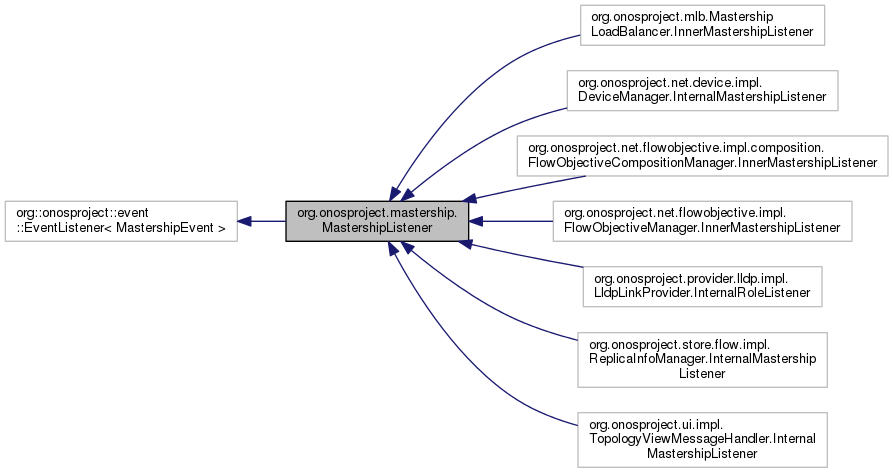 org::onosproject::event
::EventListener< MastershipEvent >
org.onosproject.mastership.
MastershipListener
org.onosproject.mlb.Mastership
LoadBalancer.InnerMastershipListener
org.onosproject.net.device.impl.
DeviceManager.InternalMastershipListener
org.onosproject.net.flowobjective.impl.composition.
FlowObjectiveCompositionManager.InnerMastershipListener
org.onosproject.net.flowobjective.impl.
FlowObjectiveManager.InnerMastershipListener
org.onosproject.provider.lldp.impl.
LldpLinkProvider.InternalRoleListener
org.onosproject.store.flow.impl.
ReplicaInfoManager.InternalMastership
Listener
org.onosproject.ui.impl.
TopologyViewMessageHandler.Internal
MastershipListener